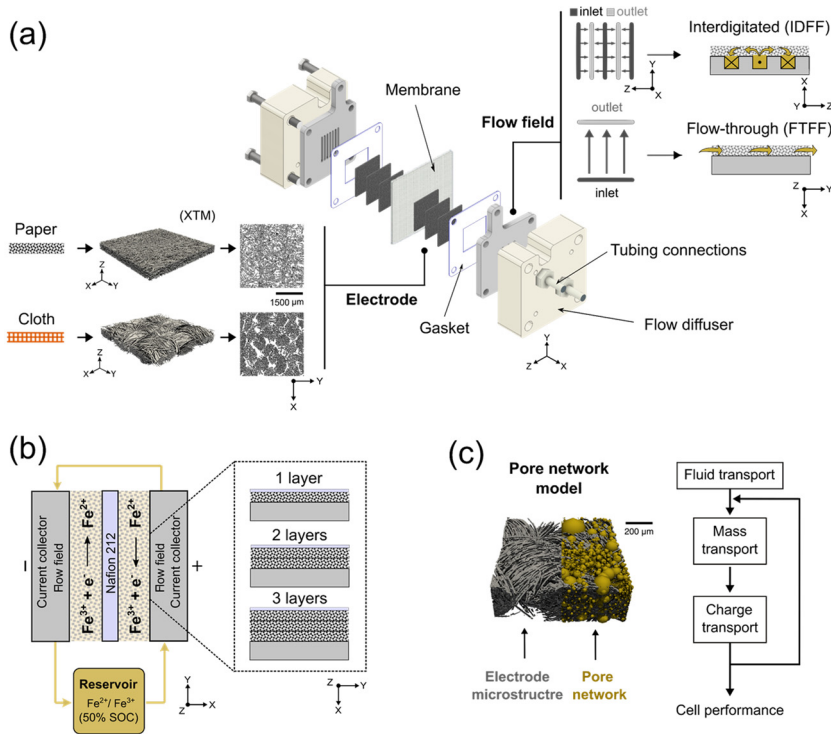 (a)
inlet
outlet
Interdigitated (IDFF)
Y
Z
X
X
Y
Z
Membrane
Flow field
outlet
inlet
Flow-through (FTFF)
Z
Y
X
Paper
(XTM)
Z
X
Y
1500 µm
Electrode
Gasket
Tubing connections
Flow diffuser
Cloth
Z
X
Y
Y
X
Y
Z
X
(b)
Current collector
Flow field
Fe³⁺ + e⁻
Fe²⁺
Nafion 212
Fe³⁺ + e⁻
Fe²⁺
Flow field
Current collector
−
+
1 layer
2 layers
3 layers
Reservoir
Fe²⁺/ Fe³⁺
(50% SOC)
Y
Z
X
Z
Y
X
(c)
Pore network
model
200 µm
Electrode
microstructre
Pore
network
Fluid transport
Mass
transport
Charge
transport
Cell performance